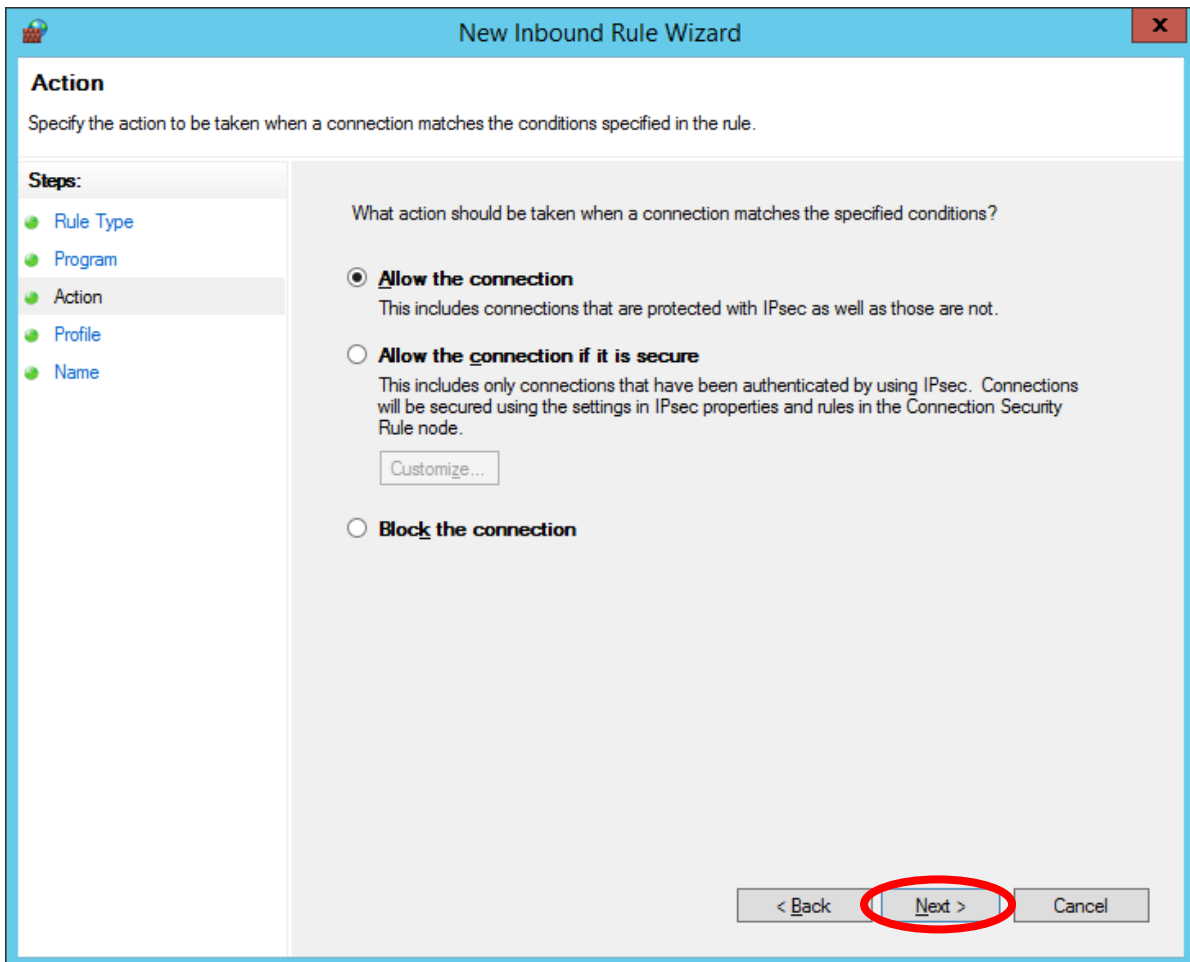 New Inbound Rule Wizard
x
Action
Specify the action to be taken when a connection matches the conditions specified in the rule.
Steps:
Rule Type
Program
Action
Profile
Name
What action should be taken when a connection matches the specified conditions?
Allow the connection
This includes connections that are protected with IPsec as well as those are not.
Allow the connection if it is secure
This includes only connections that have been authenticated by using IPsec. Connections
will be secured using the settings in IPsec properties and rules in the Connection Security
Rule node.
Customize...
Block the connection
< Back
Next >
Cancel